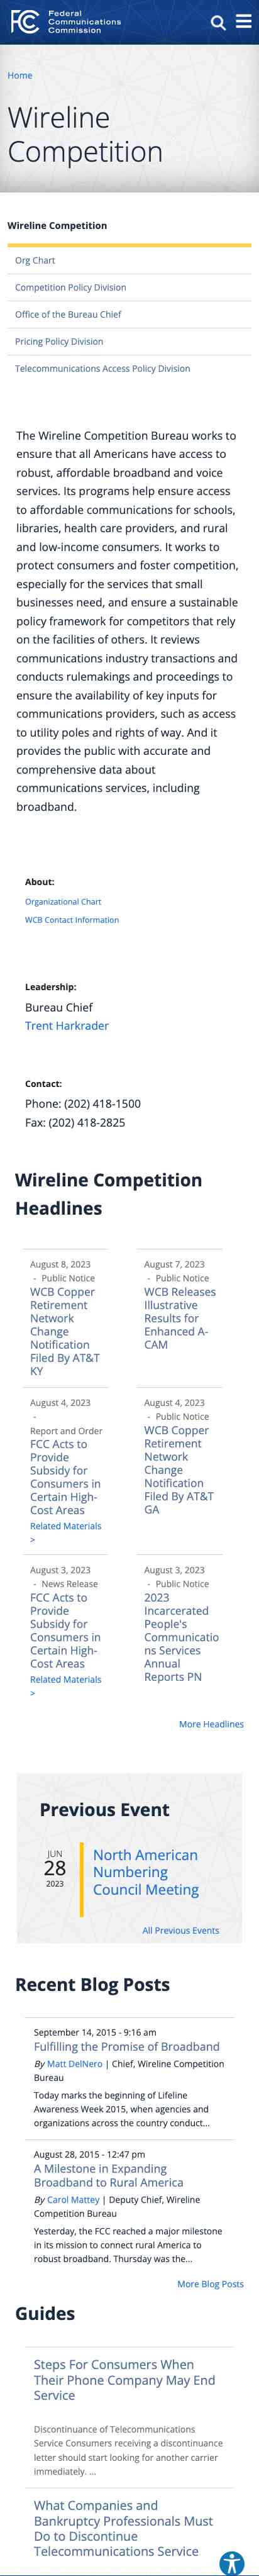 Federal
Communications
Commission
Home
Wireline
Competition
Wireline Competition
Org Chart
Competition Policy Division
Office of the Bureau Chief
Pricing Policy Division
Telecommunications Access Policy Division
The Wireline Competition Bureau works to
ensure that all Americans have access to
robust, affordable broadband and voice
services. Its programs help ensure access
to affordable communications for schools,
libraries, health care providers, and rural
and low-income consumers. It works to
protect consumers and foster competition,
especially for the services that small
businesses need, and ensure a sustainable
policy framework for competitors that rely
on the facilities of others. It reviews
communications industry transactions and
conducts rulemakings and proceedings to
ensure the availability of key inputs for
communications providers, such as access
to utility poles and rights of way. And it
provides the public with accurate and
comprehensive data about
communications services, including
broadband.
About:
Organizational Chart
WCB Contact Information
Leadership:
Bureau Chief
Trent Harkrader
Contact:
Phone: (202) 418-1500
Fax: (202) 418-2825
Wireline Competition
Headlines
August 8, 2023
- Public Notice
WCB Copper
Retirement
Network
Change
Notification
Filed By AT&T
KY
August 7, 2023
- Public Notice
WCB Releases
Illustrative
Results for
Enhanced A-
CAM
August 4, 2023
-
Report and Order
FCC Acts to
Provide
Subsidy for
Consumers in
Certain High-
Cost Areas
Related Materials
>
August 4, 2023
- Public Notice
WCB Copper
Retirement
Network
Change
Notification
Filed By AT&T
GA
August 3, 2023
- News Release
FCC Acts to
Provide
Subsidy for
Consumers in
Certain High-
Cost Areas
Related Materials
>
August 3, 2023
- Public Notice
2023
Incarcerated
People's
Communicatio
ns Services
Annual
Reports PN
More Headlines
Previous Event
JUN
28
2023
North American
Numbering
Council Meeting
All Previous Events
Recent Blog Posts
September 14, 2015 - 9:16 am
Fulfilling the Promise of Broadband
By Matt DelNero | Chief, Wireline Competition
Bureau
Today marks the beginning of Lifeline
Awareness Week 2015, when agencies and
organizations across the country conduct...
August 28, 2015 - 12:47 pm
A Milestone in Expanding
Broadband to Rural America
By Carol Mattey | Deputy Chief, Wireline
Competition Bureau
Yesterday, the FCC reached a major milestone
in its mission to connect rural America to
robust broadband. Thursday was the...
More Blog Posts
Guides
Steps For Consumers When
Their Phone Company May End
Service
Discontinuance of Telecommunications
Service Consumers receiving a discontinuance
letter should start looking for another carrier
immediately. ...
What Companies and
Bankruptcy Professionals Must
Do to Discontinue
Telecommunications Service